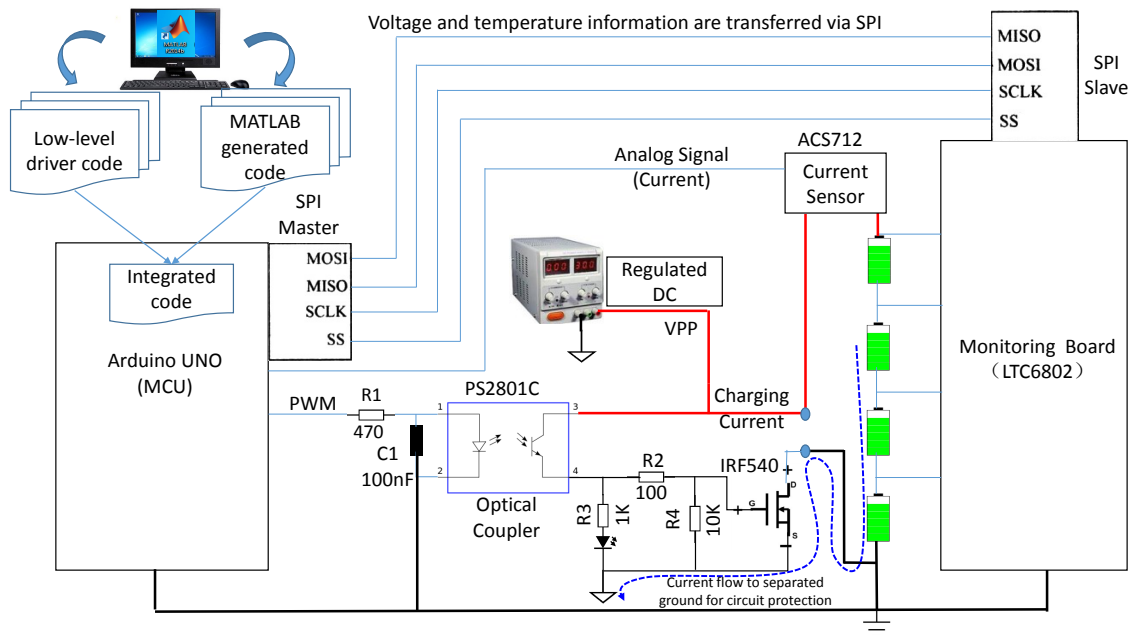 Voltage and temperature information are transferred via SPI
MISO
MOSI
SCLK
SS
SPI
Slave
MATLAB
Low-level
driver code
MATLAB
generated
code
ACS712
Analog Signal
(Current)
Current
Sensor
SPI
Master
MOSI
MISO
SCLK
SS
Integrated
code
Regulated
DC
VPP
Arduino UNO
(MCU)
Monitoring Board
(LTC6802)
PS2801C
PWM
R1
470
C1
100nF
1
2
3
4
Optical
Coupler
Charging
Current
R2
100
IRF540
R3
1K
R4
10K
G
D
S
Current flow to separated
ground for circuit protection